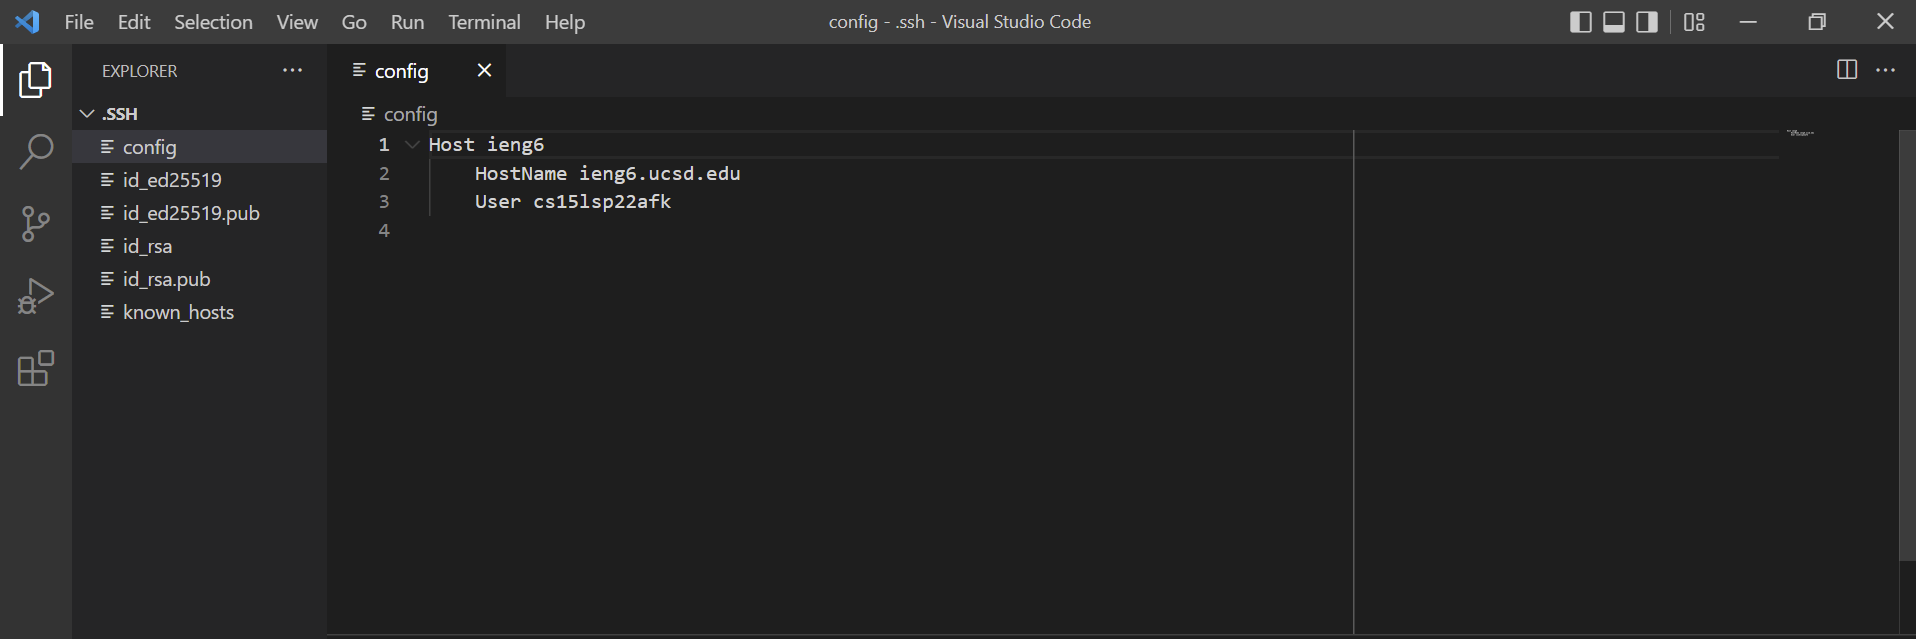 File Edit Selection View Go Run Terminal Help
config - .ssh - Visual Studio Code
EXPLORER
.SSH
config
id_ed25519
id_ed25519.pub
id_rsa
id_rsa.pub
known_hosts
config
config
1 Host ieng6
2 HostName ieng6.ucsd.edu
3 User cs15lsp22afk
4